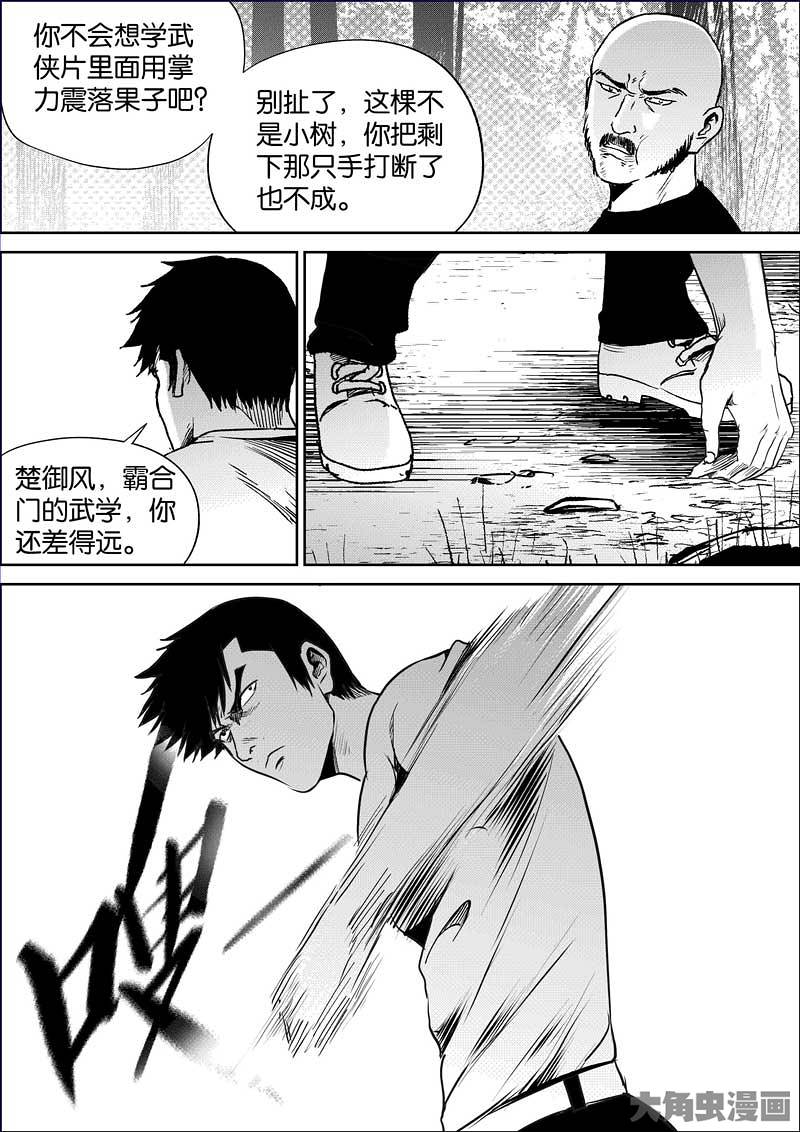 你不会想学武
侠片里面用掌
力震落果子吧？
别扯了，这棵不
是小树，你把剩
下那只手打断了
也不成。
楚御风，霸合
门的武学，你
还差得远。
嗖
大角虫漫画